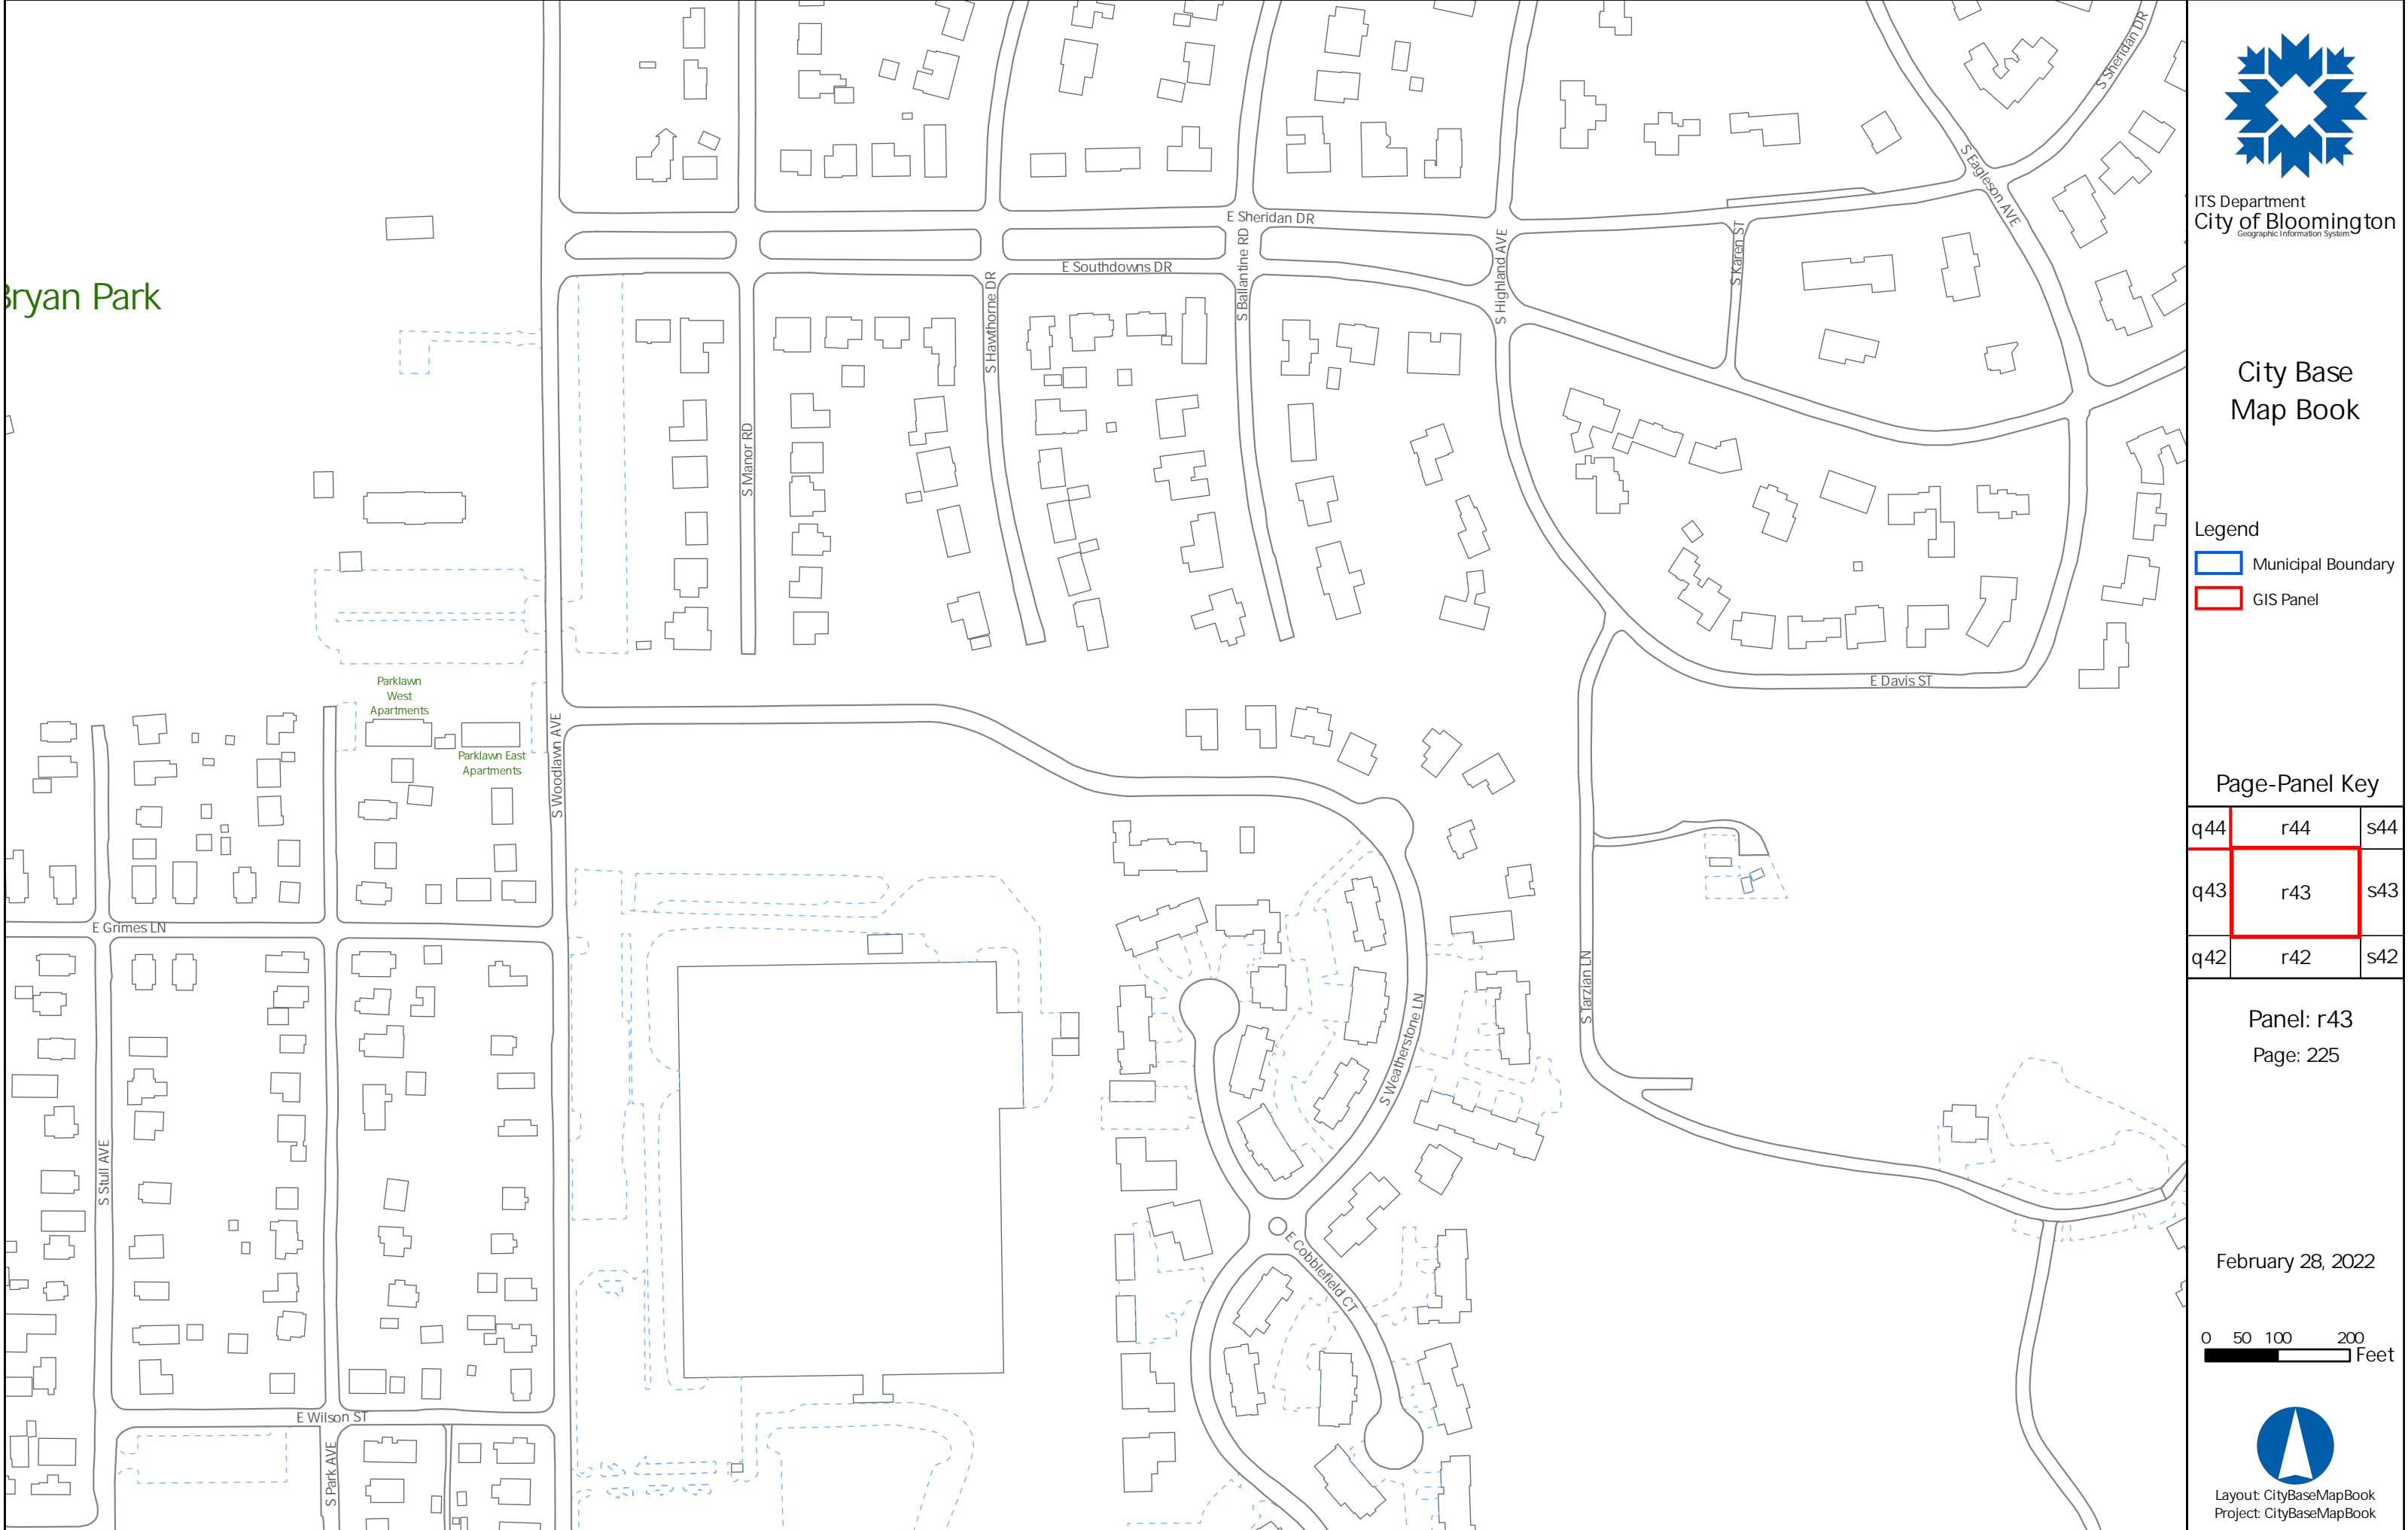 S Sheridan DR
S Eagleson AVE
E Sheridan DR
S Karen ST
S Ballantine RD
S Highland AVE
E Southdowns DR
S Hawthorne DR
Bryan Park
S Manor RD
Parklawn
West
Apartments
E Davis ST
S Woodlawn AVE
Parklawn East
Apartments
E Grimes LN
S Tarzian LN
S Weatherstone LN
S Stull AVE
E Cobblefield CT
E Wilson ST
S Park AVE
ITS Department
City of Bloomington
Geographic Information System
City Base
Map Book
Legend
Municipal Boundary
GIS Panel
Page-Panel Key
q44 r44 s44
q43 r43 s43
q42 r42 s42
Panel: r43
Page: 225
February 28, 2022
0 50 100 200
Feet
Layout: CityBaseMapBook
Project: CityBaseMapBook